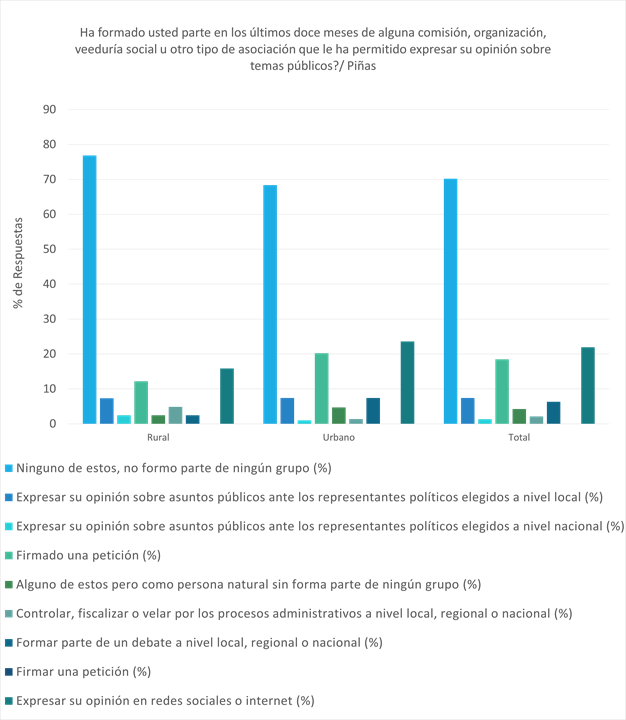 Ha formado usted parte en los últimos doce meses de alguna comisión, organización,
veeduría social u otro tipo de asociación que le ha permitido expresar su opinión sobre
temas públicos?/ Piñas
90
80
70
60
50
40
30
20
10
0
% de Respuestas
Rural
Urbano
Total
Ninguno de estos, no formo parte de ningún grupo (%)
Expresar su opinión sobre asuntos públicos ante los representantes políticos elegidos a nivel local (%)
Expresar su opinión sobre asuntos públicos ante los representantes políticos elegidos a nivel nacional (%)
Firmado una petición (%)
Alguno de estos pero como persona natural sin forma parte de ningún grupo (%)
Controlar, fiscalizar o velar por los procesos administrativos a nivel local, regional o nacional (%)
Formar parte de un debate a nivel local, regional o nacional (%)
Firmar una petición (%)
Expresar su opinión en redes sociales o internet (%)